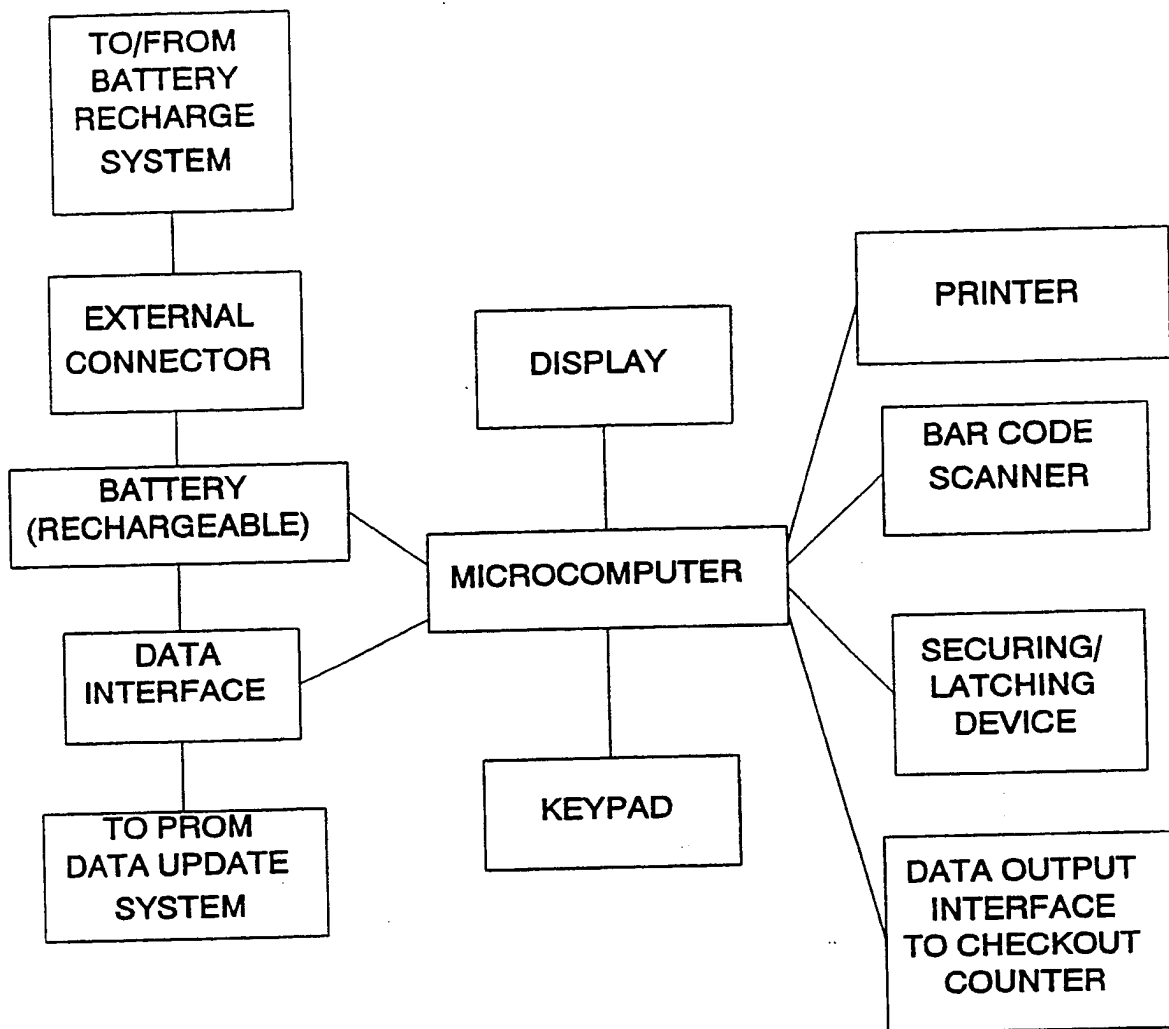 TO/FROM
BATTERY
RECHARGE
SYSTEM
EXTERNAL
CONNECTOR
BATTERY
(RECHARGEABLE)
DATA
INTERFACE
TO PROM
DATA UPDATE
SYSTEM
DISPLAY
MICROCOMPUTER
KEYPAD
PRINTER
BAR CODE
SCANNER
SECURING/
LATCHING
DEVICE
DATA OUTPUT
INTERFACE
TO CHECKOUT
COUNTER